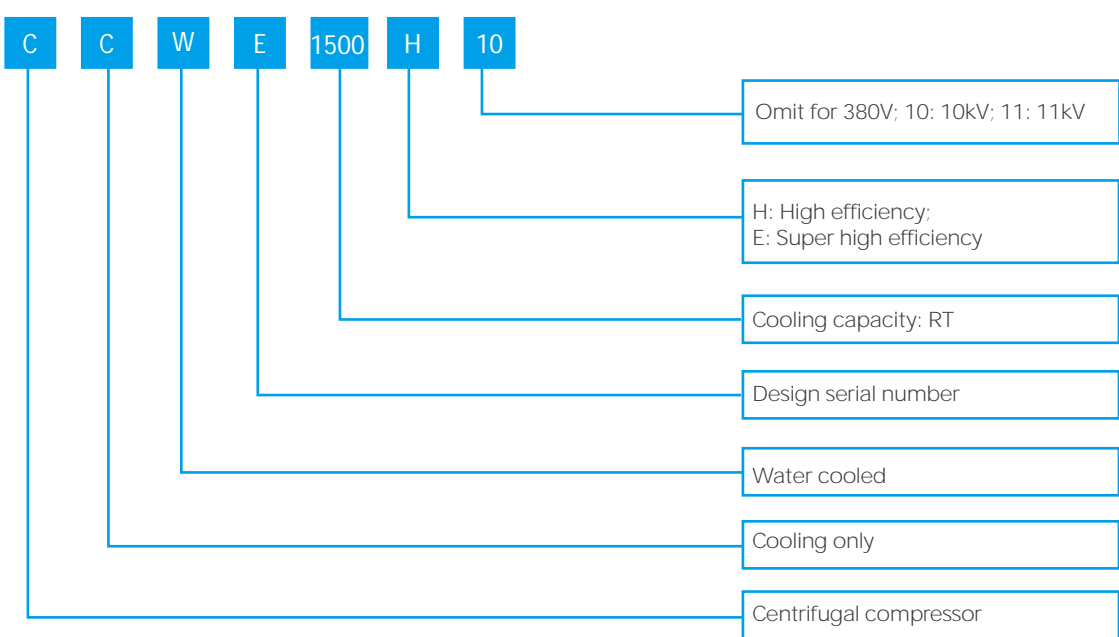 C C W E 1500 H 10
Omit for 380V; 10: 10kV; 11: 11kV
H: High efficiency;
E: Super high efficiency
Cooling capacity: RT
Design serial number
Water cooled
Cooling only
Centrifugal compressor